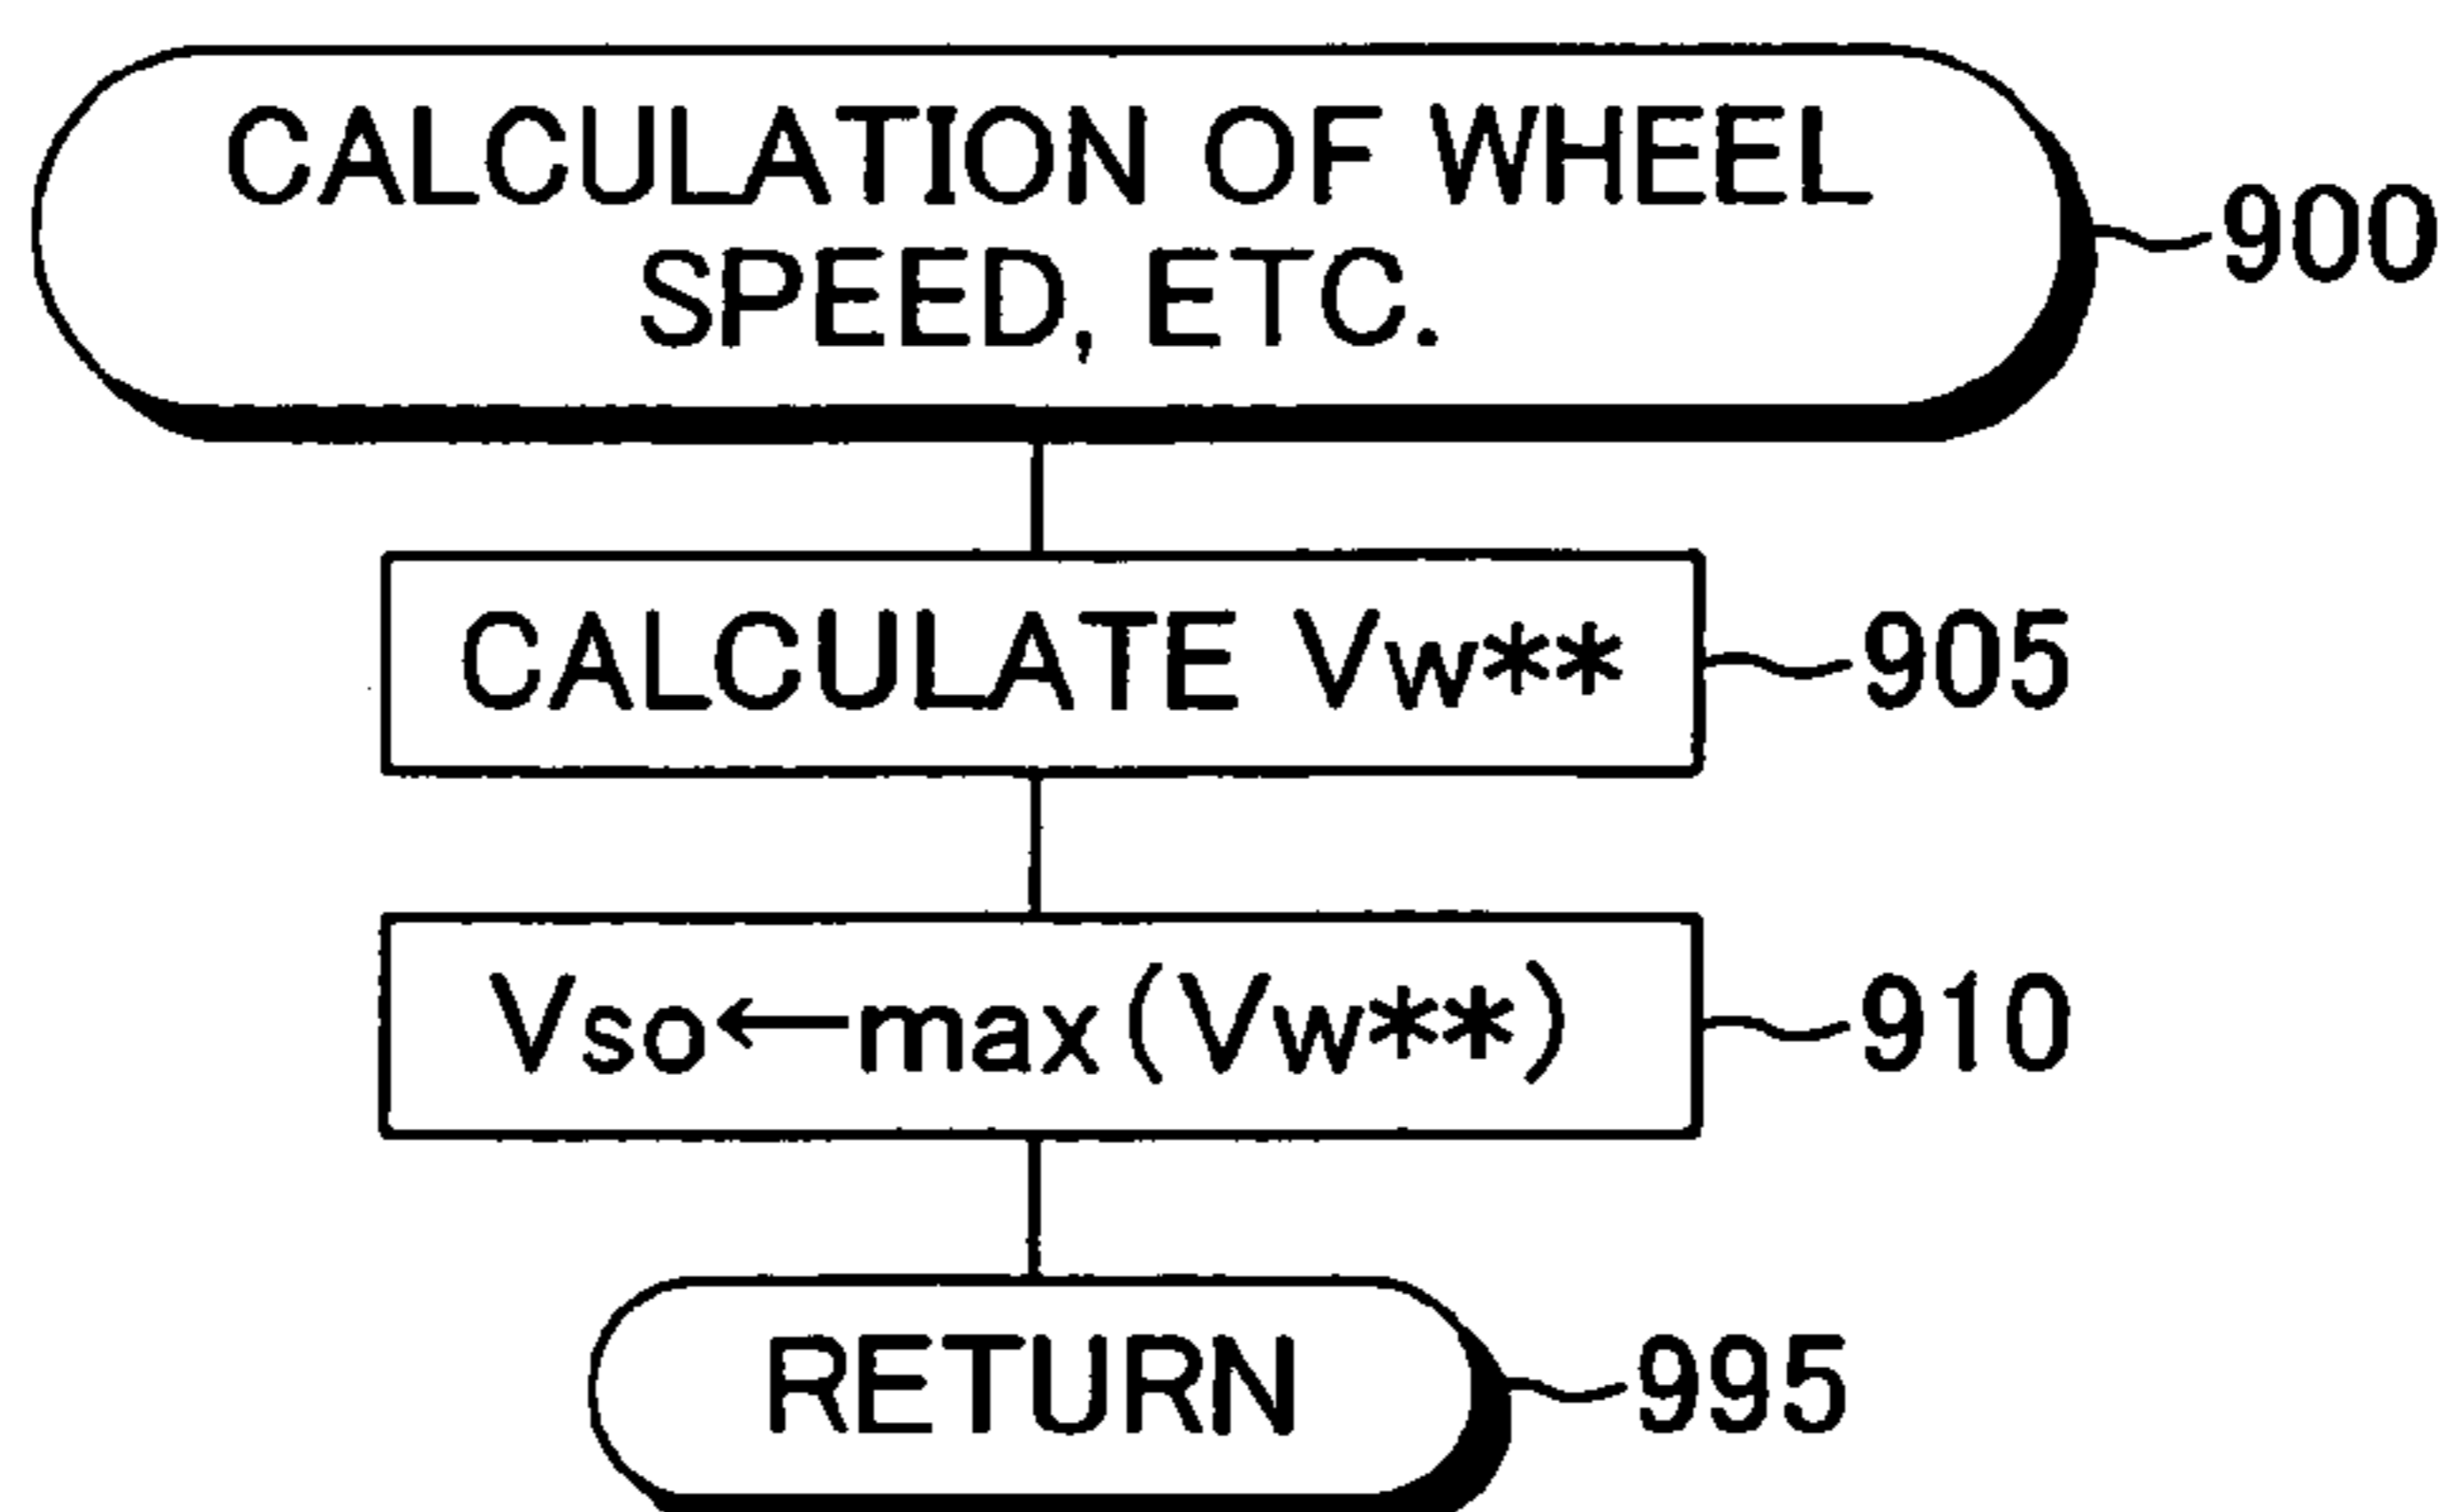 CALCULATION OF WHEEL
SPEED, ETC.
900
CALCULATE Vw**
905
Vso←max(Vw**)
910
RETURN
995